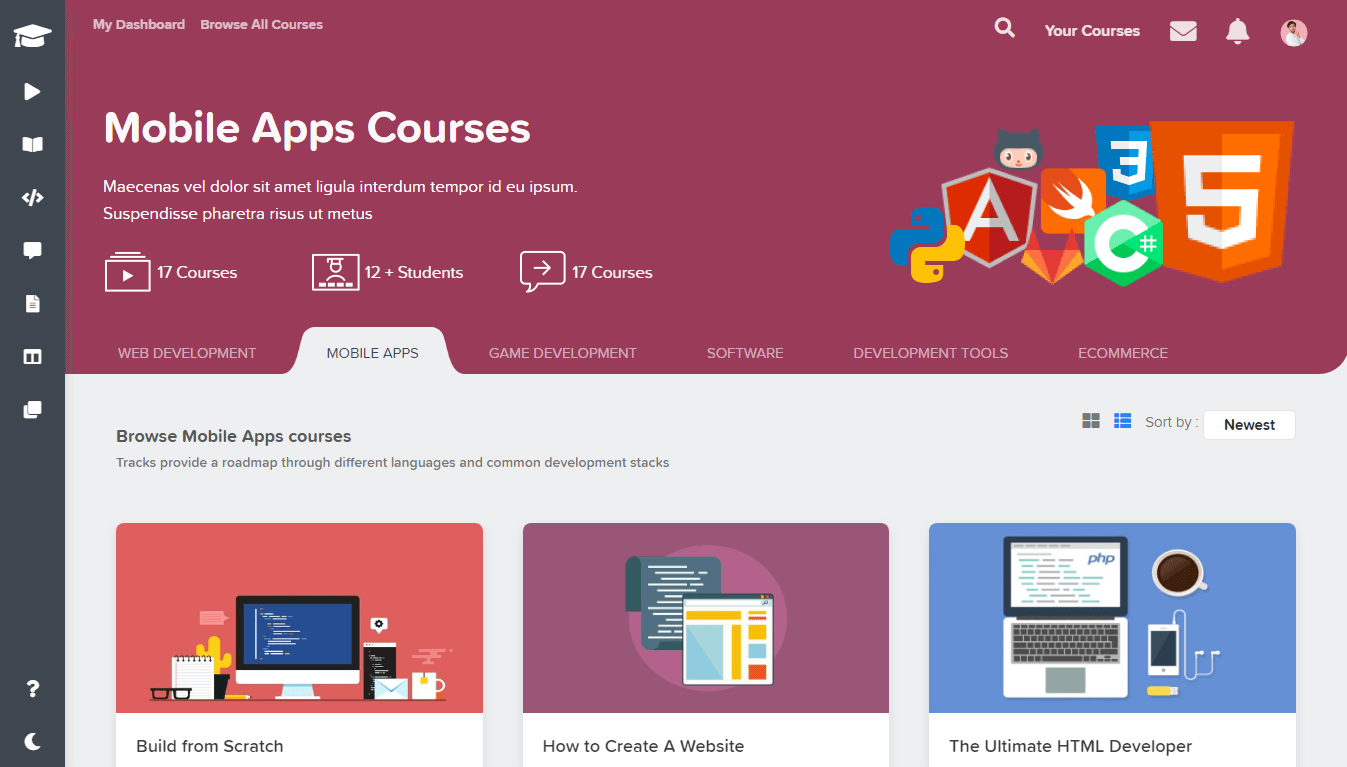 My Dashboard Browse All Courses
Your Courses
Mobile Apps Courses
Maecenas vel dolor sit amet ligula interdum tempor id eu ipsum.
Suspendisse pharetra risus ut metus
17 Courses
12 + Students
17 Courses
WEB DEVELOPMENT
MOBILE APPS
GAME DEVELOPMENT
SOFTWARE
DEVELOPMENT TOOLS
ECOMMERCE
Browse Mobile Apps courses
Tracks provide a roadmap through different languages and common development stacks
Sort by :
Newest
php
Build from Scratch
How to Create A Website
The Ultimate HTML Developer